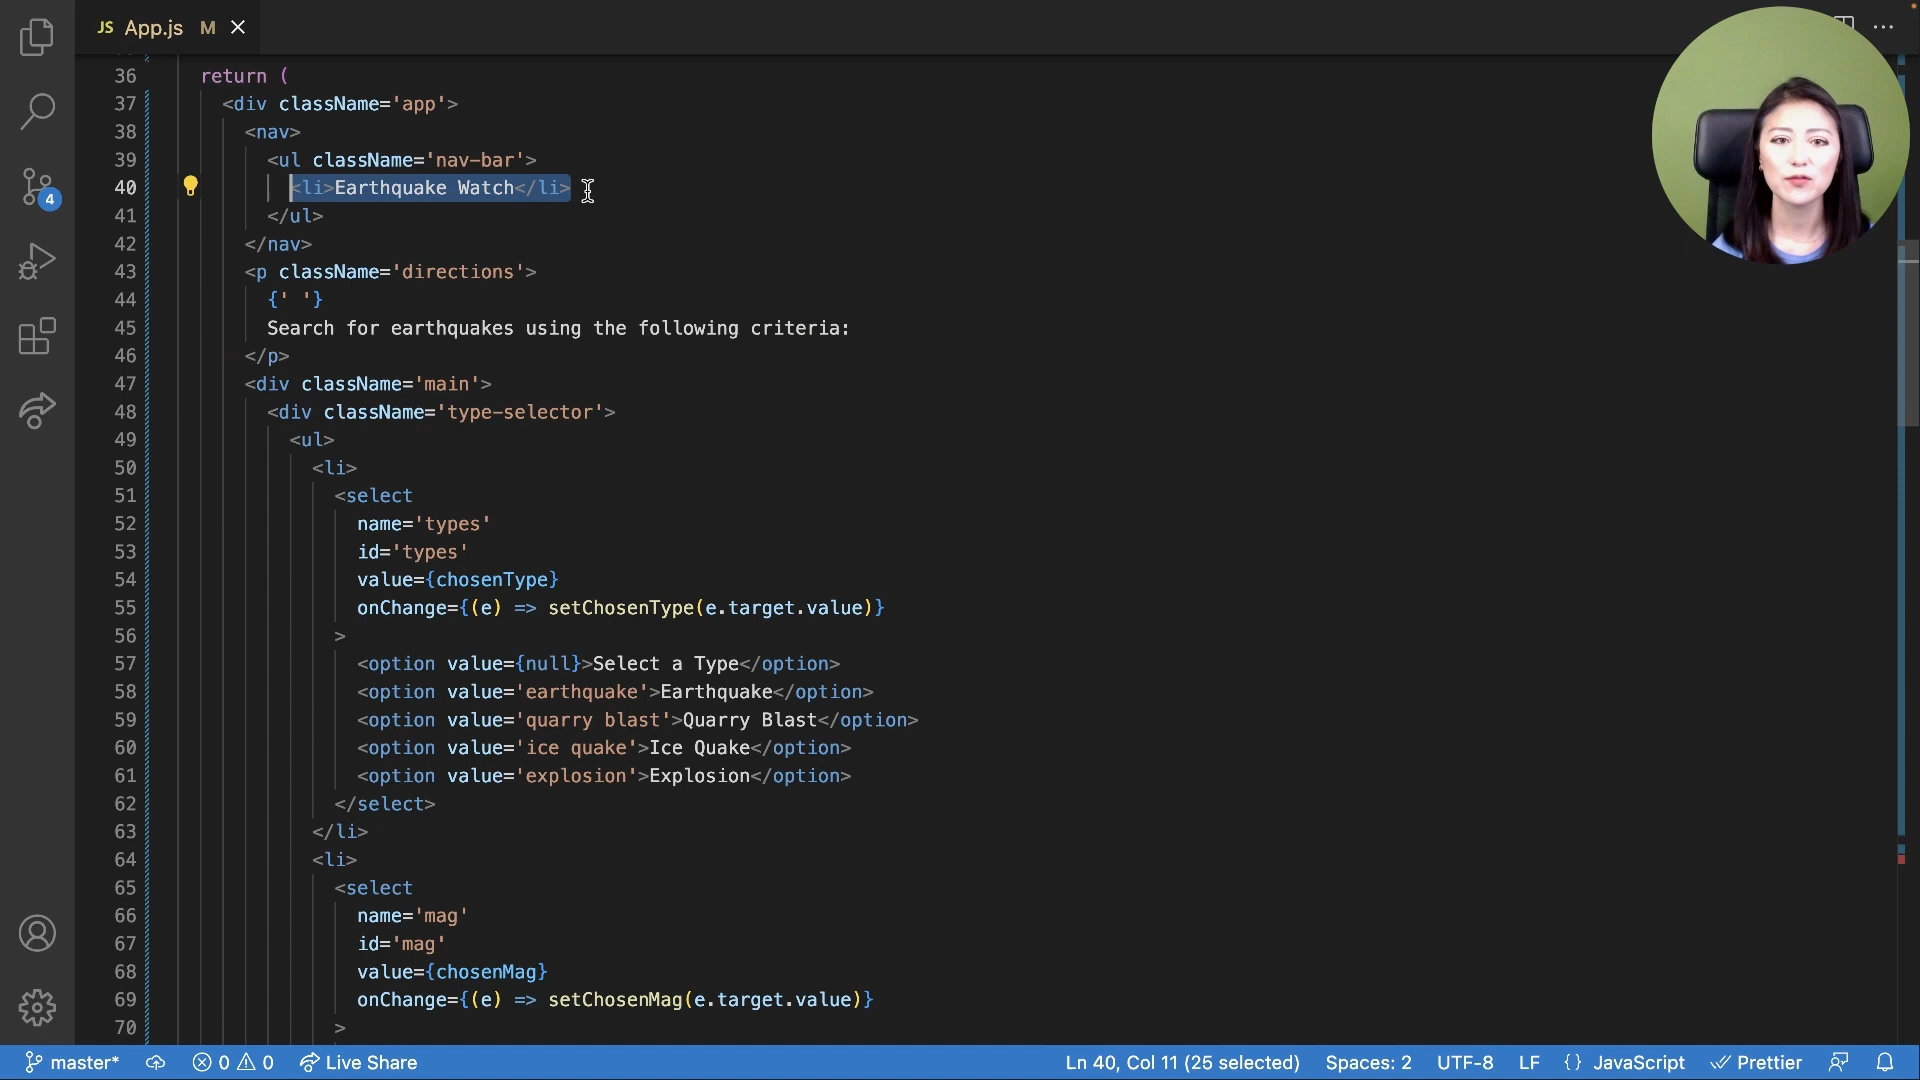 JS App.js M
36 return (
37 <div className='app'>
38 <nav>
39 <ul className='nav-bar'>
40 <li>Earthquake Watch</li>
41 </ul>
42 </nav>
43 <p className='directions'>
44 {' '}
45 Search for earthquakes using the following criteria:
46 </p>
47 <div className='main'>
48 <div className='type-selector'>
49 <ul>
50 <li>
51 <select
52 name='types'
53 id='types'
54 value={chosenType}
55 onChange={(e) => setChosenType(e.target.value)}
56 >
57 <option value={null}>Select a Type</option>
58 <option value='earthquake'>Earthquake</option>
59 <option value='quarry blast'>Quarry Blast</option>
60 <option value='ice quake'>Ice Quake</option>
61 <option value='explosion'>Explosion</option>
62 </select>
63 </li>
64 <li>
65 <select
66 name='mag'
67 id='mag'
68 value={chosenMag}
69 onChange={(e) => setChosenMag(e.target.value)}
70 >
4
master* 0 0 Live Share Ln 40, Col 11 (25 selected) Spaces: 2 UTF-8 LF {} JavaScript Prettier